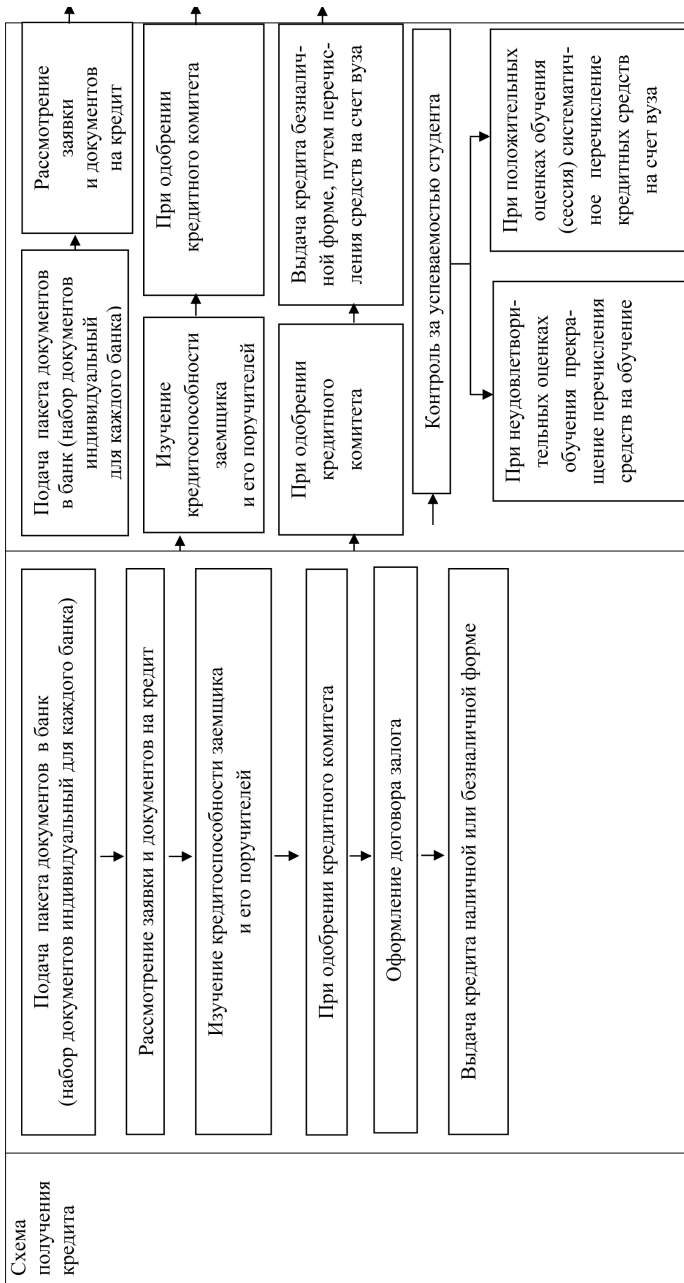 Схема
получения
кредита
Подача пакета документов в банк
(набор документов индивидуальный для каждого банка)
Рассмотрение заявки и документов на кредит
Изучение кредитоспособности заемщика
и его поручителей
При одобрении кредитного комитета
Оформление договора залога
Выдача кредита наличной или безналичной форме
Подача пакета документов
в банк (набор документов
индивидуальный
для каждого банка)
Рассмотрение
заявки
и документов
на кредит
Изучение
кредитоспособности
заемщика
и его поручителей
При одобрении
кредитного комитета
При одобрении
кредитного
комитета
Выдача кредита безналич-
ной форме, путем перечис-
ления средств на счет вуза
Контроль за успеваемостью студента
При неудовлетвори-
тельных оценках
обучения прекра-
щение перечисления
средств на обучение
При положительных
оценках обучения
(сессия) системати­ч-
ное перечисление
кредитных средств
на счет вуза